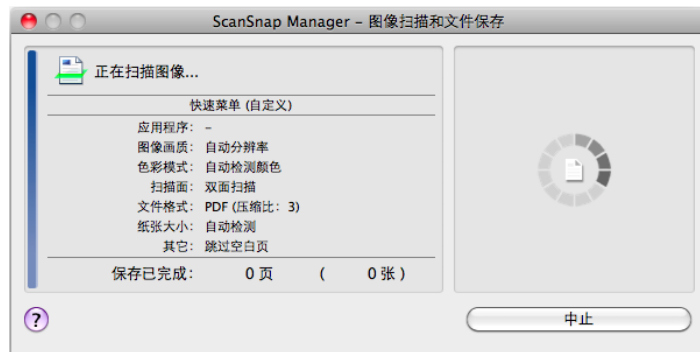 ScanSnap Manager – 图像扫描和文件保存
正在扫描图像...
快速菜单 (自定义)
应用程序: –
图像画质: 自动分辨率
色彩模式: 自动检测颜色
扫描面: 双面扫描
文件格式: PDF (压缩比: 3)
纸张大小: 自动检测
其它: 跳过空白页
保存已完成: 0 页 ( 0 张 )
?
中止